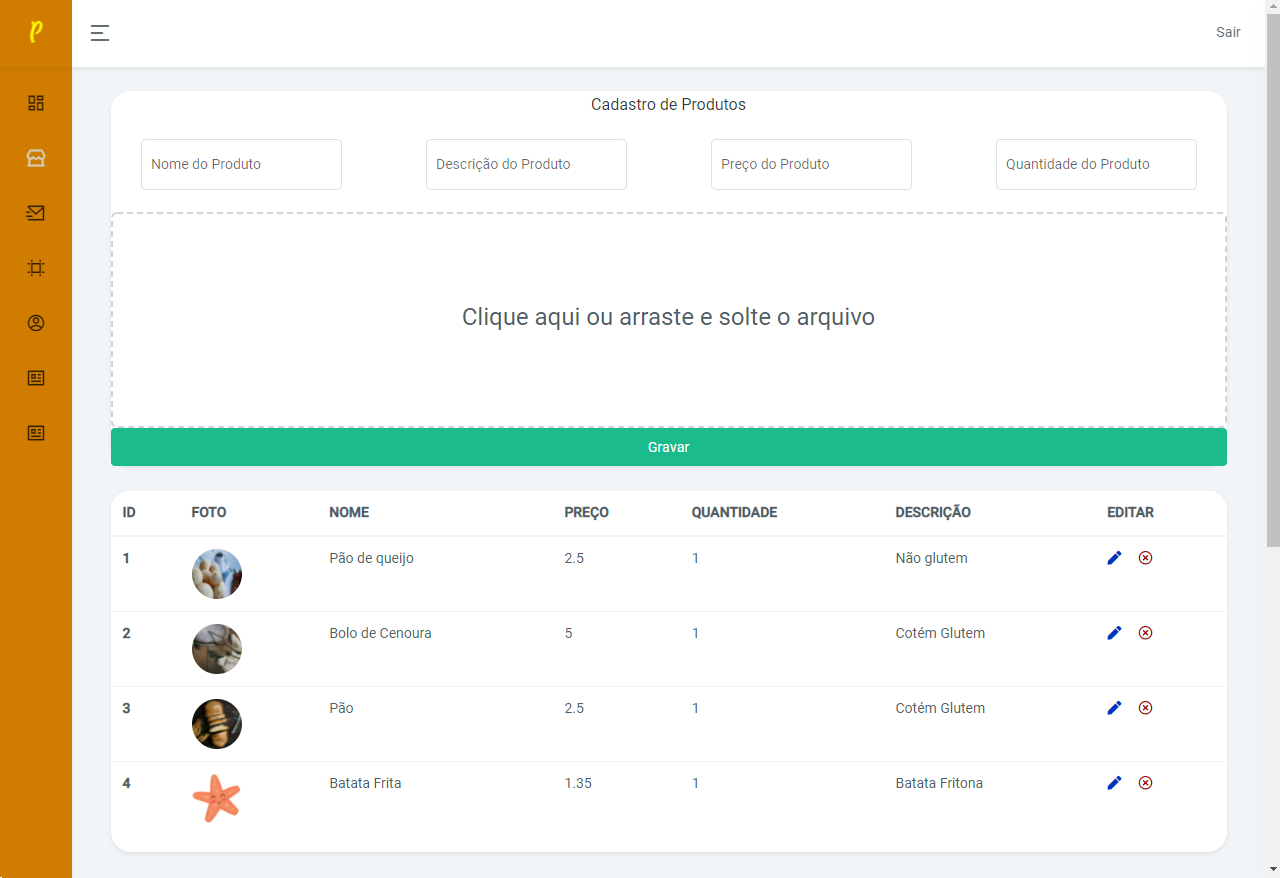 p
Sair
Cadastro de Produtos
Nome do Produto Descrição do Produto Preço do Produto Quantidade do Produto
Clique aqui ou arraste e solte o arquivo
Gravar
ID FOTO NOME PREÇO QUANTIDADE DESCRIÇÃO EDITAR
1 Pão de queijo 2.5 1 Não glutem
2 Bolo de Cenoura 5 1 Cotém Glutem
3 Pão 2.5 1 Cotém Glutem
4 Batata Frita 1.35 1 Batata Fritona